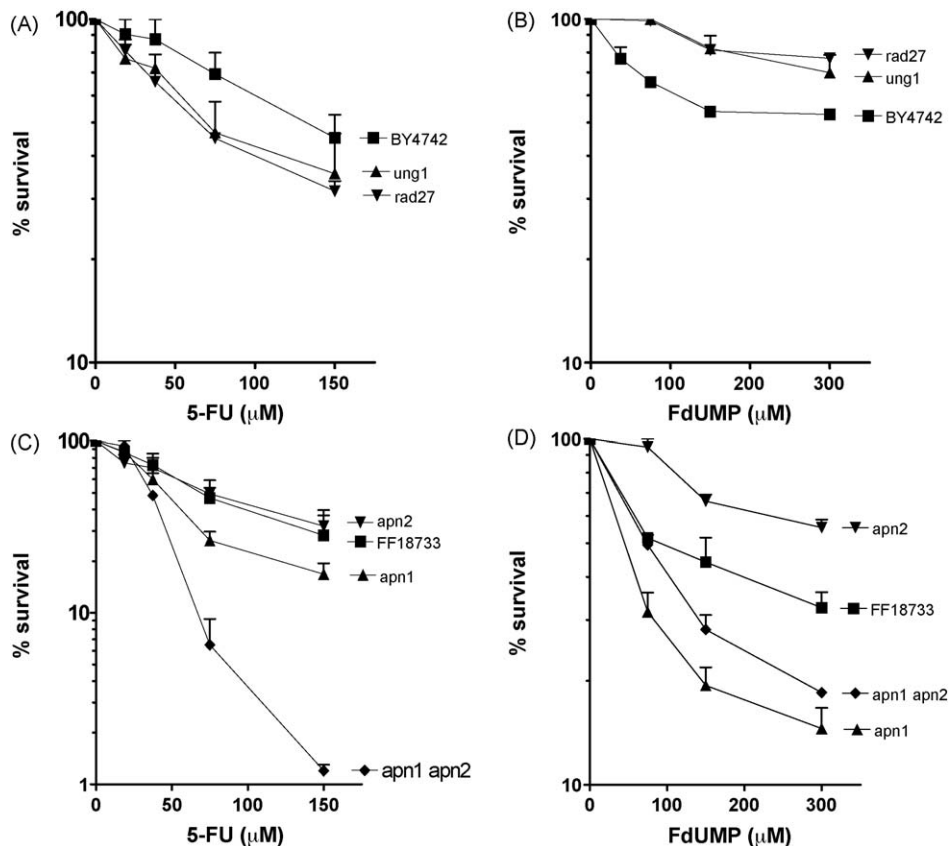 (A)
100
% survival
10
BY4742
ung1
rad27
0 50 100 150
5-FU (μM)
(B)
100
% survival
10
rad27
ung1
BY4742
0 100 200 300
FdUMP (μM)
(C)
100
10
1
% survival
apn2
FF18733
apn1
apn1 apn2
0 50 100 150
5-FU (μM)
(D)
100
% survival
10
apn2
FF18733
apn1 apn2
apn1
0 100 200 300
FdUMP (μM)